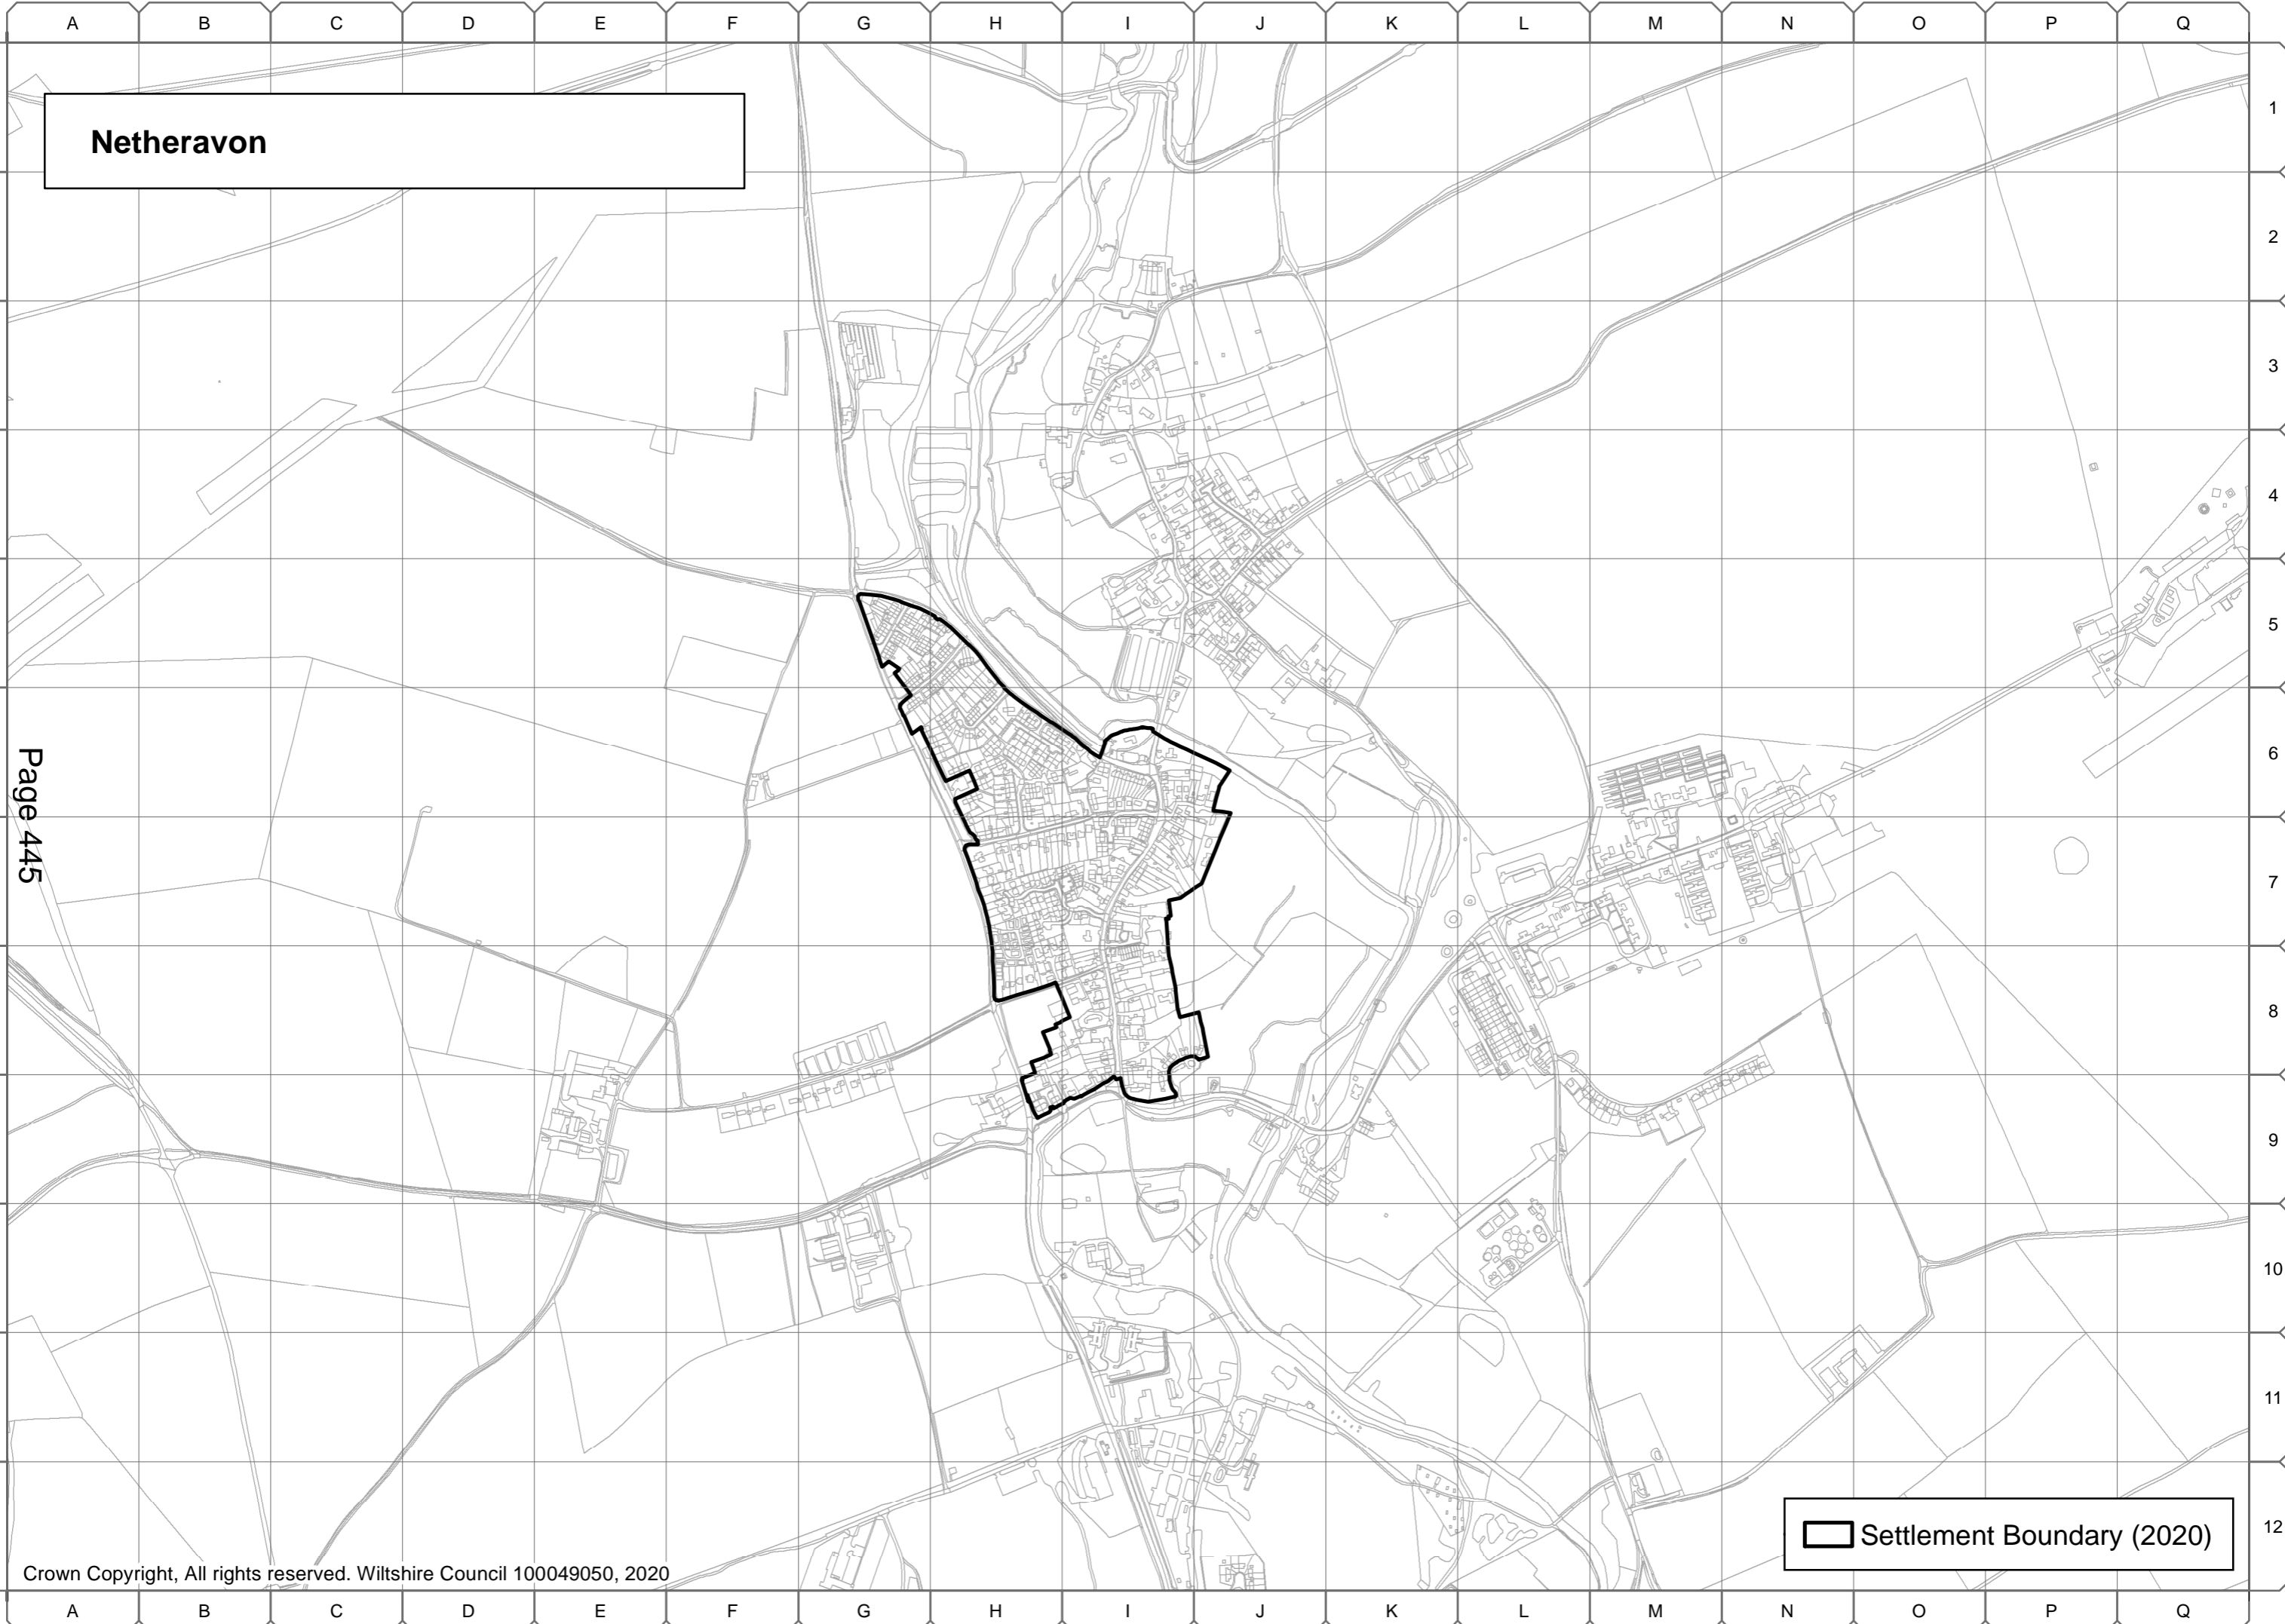 A B C D E F G H I J K L M N O P Q
Netheravon
1
2
3
4
5
6
7
8
9
10
11
12
Page 445
Settlement Boundary (2020)
Crown Copyright, All rights reserved. Wiltshire Council 100049050, 2020
A B C D E F G H I J K L M N O P Q